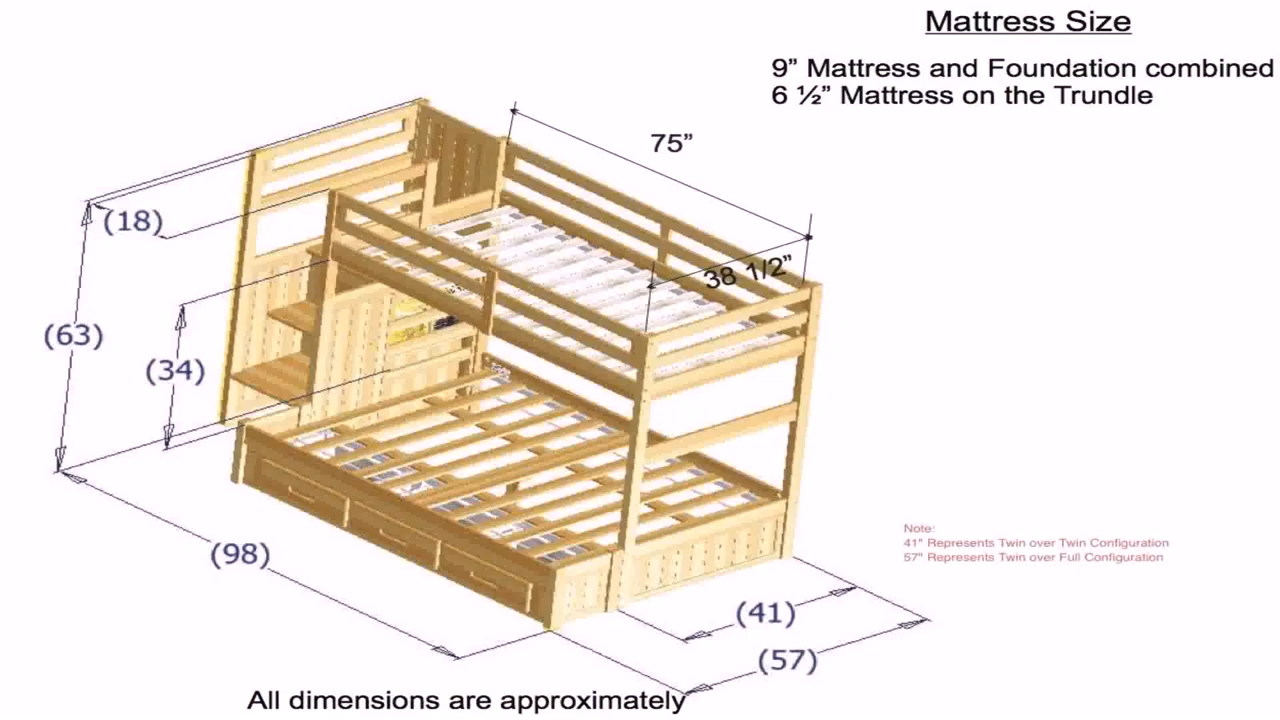 Mattress Size
9” Mattress and Foundation combined
6 ½” Mattress on the Trundle
75”
(18)
38 1/2”
(63)
(34)
Note:
41" Represents Twin over Twin Configuration
57" Represents Twin over Full Configuration
(98)
(41)
(57)
All dimensions are approximately